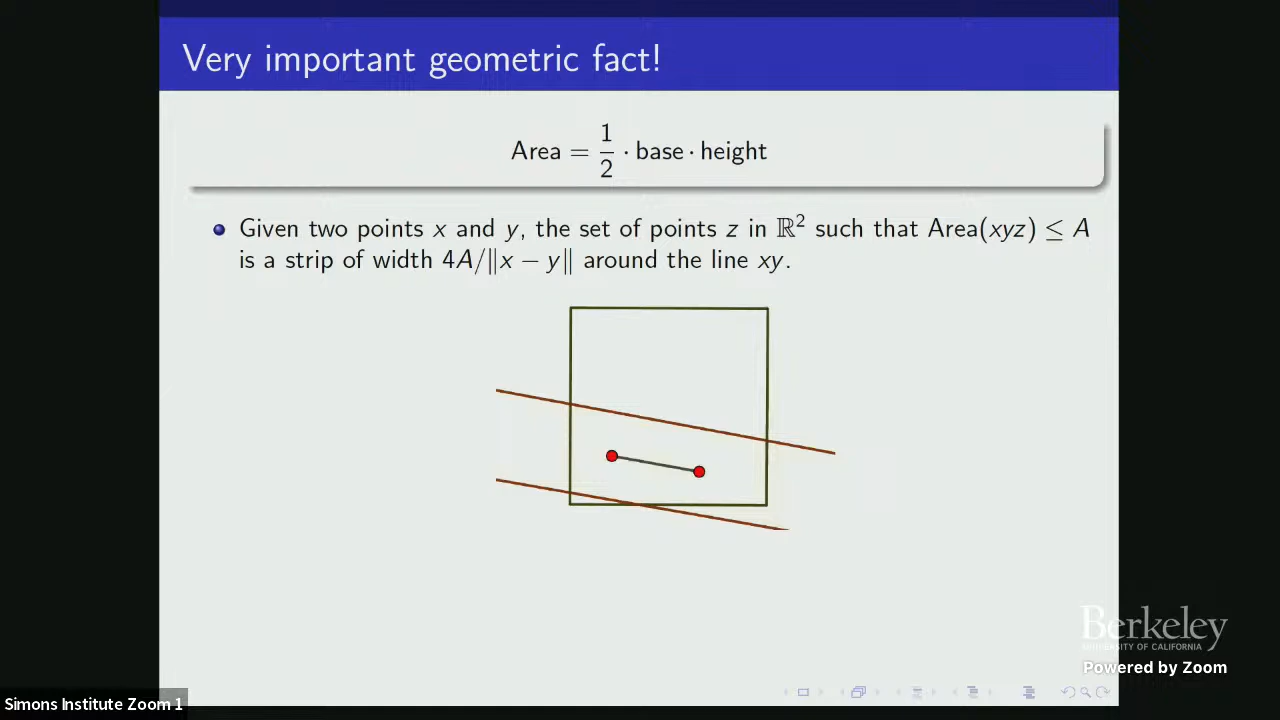 Very important geometric fact!
Area = 1/2 · base · height
Given two points x and y, the set of points z in ℝ² such that Area(xyz) ≤ A
is a strip of width 4A/‖x − y‖ around the line xy.
Berkeley
UNIVERSITY OF CALIFORNIA
Powered by Zoom
Simons Institute Zoom 1